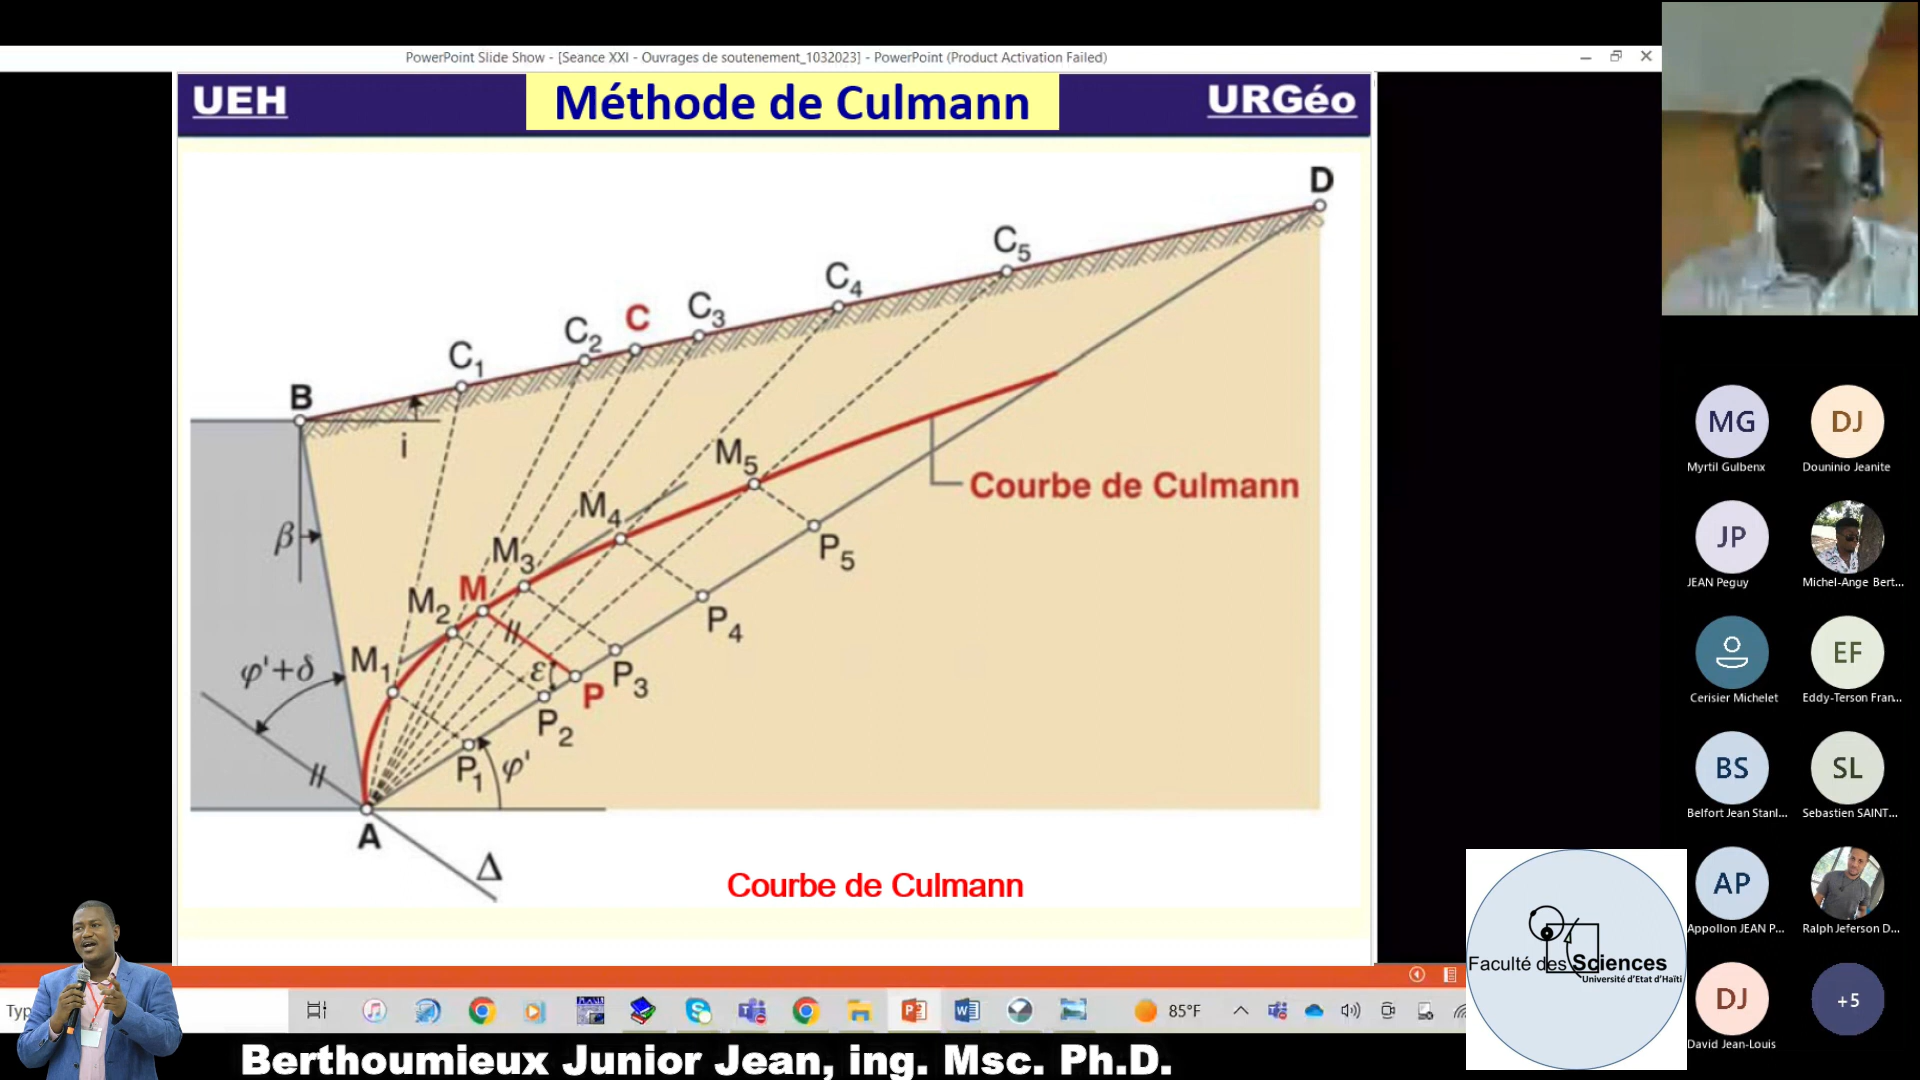 PowerPoint Slide Show - [Seance XXI - Ouvrages de soutenement_1032023] - PowerPoint (Product Activation Failed)
UEH
Méthode de Culmann
URGéo
D
C5
C4
C3
C
C2
C1
B
i
β
M5
Courbe de Culmann
M4
M3
M
M2
M1
φ'+δ
ε
P5
P4
P3
P
P2
P1
φ'
//
//
A
Δ
Courbe de Culmann
MG
Myrtil Gulbenx
DJ
Douninio Jeanite
JP
JEAN Peguy
Michel-Ange Bert...
Cerisier Michelet
EF
Eddy-Terson Fran...
BS
Belfort Jean Stanl...
SL
Sebastien SAINT...
AP
Appollon JEAN P...
Ralph Jeferson D...
DJ
David Jean-Louis
+5
Faculté des Sciences
Université d'Etat d'Haïti
Typ
85°F
Berthoumieux Junior Jean, ing. Msc. Ph.D.